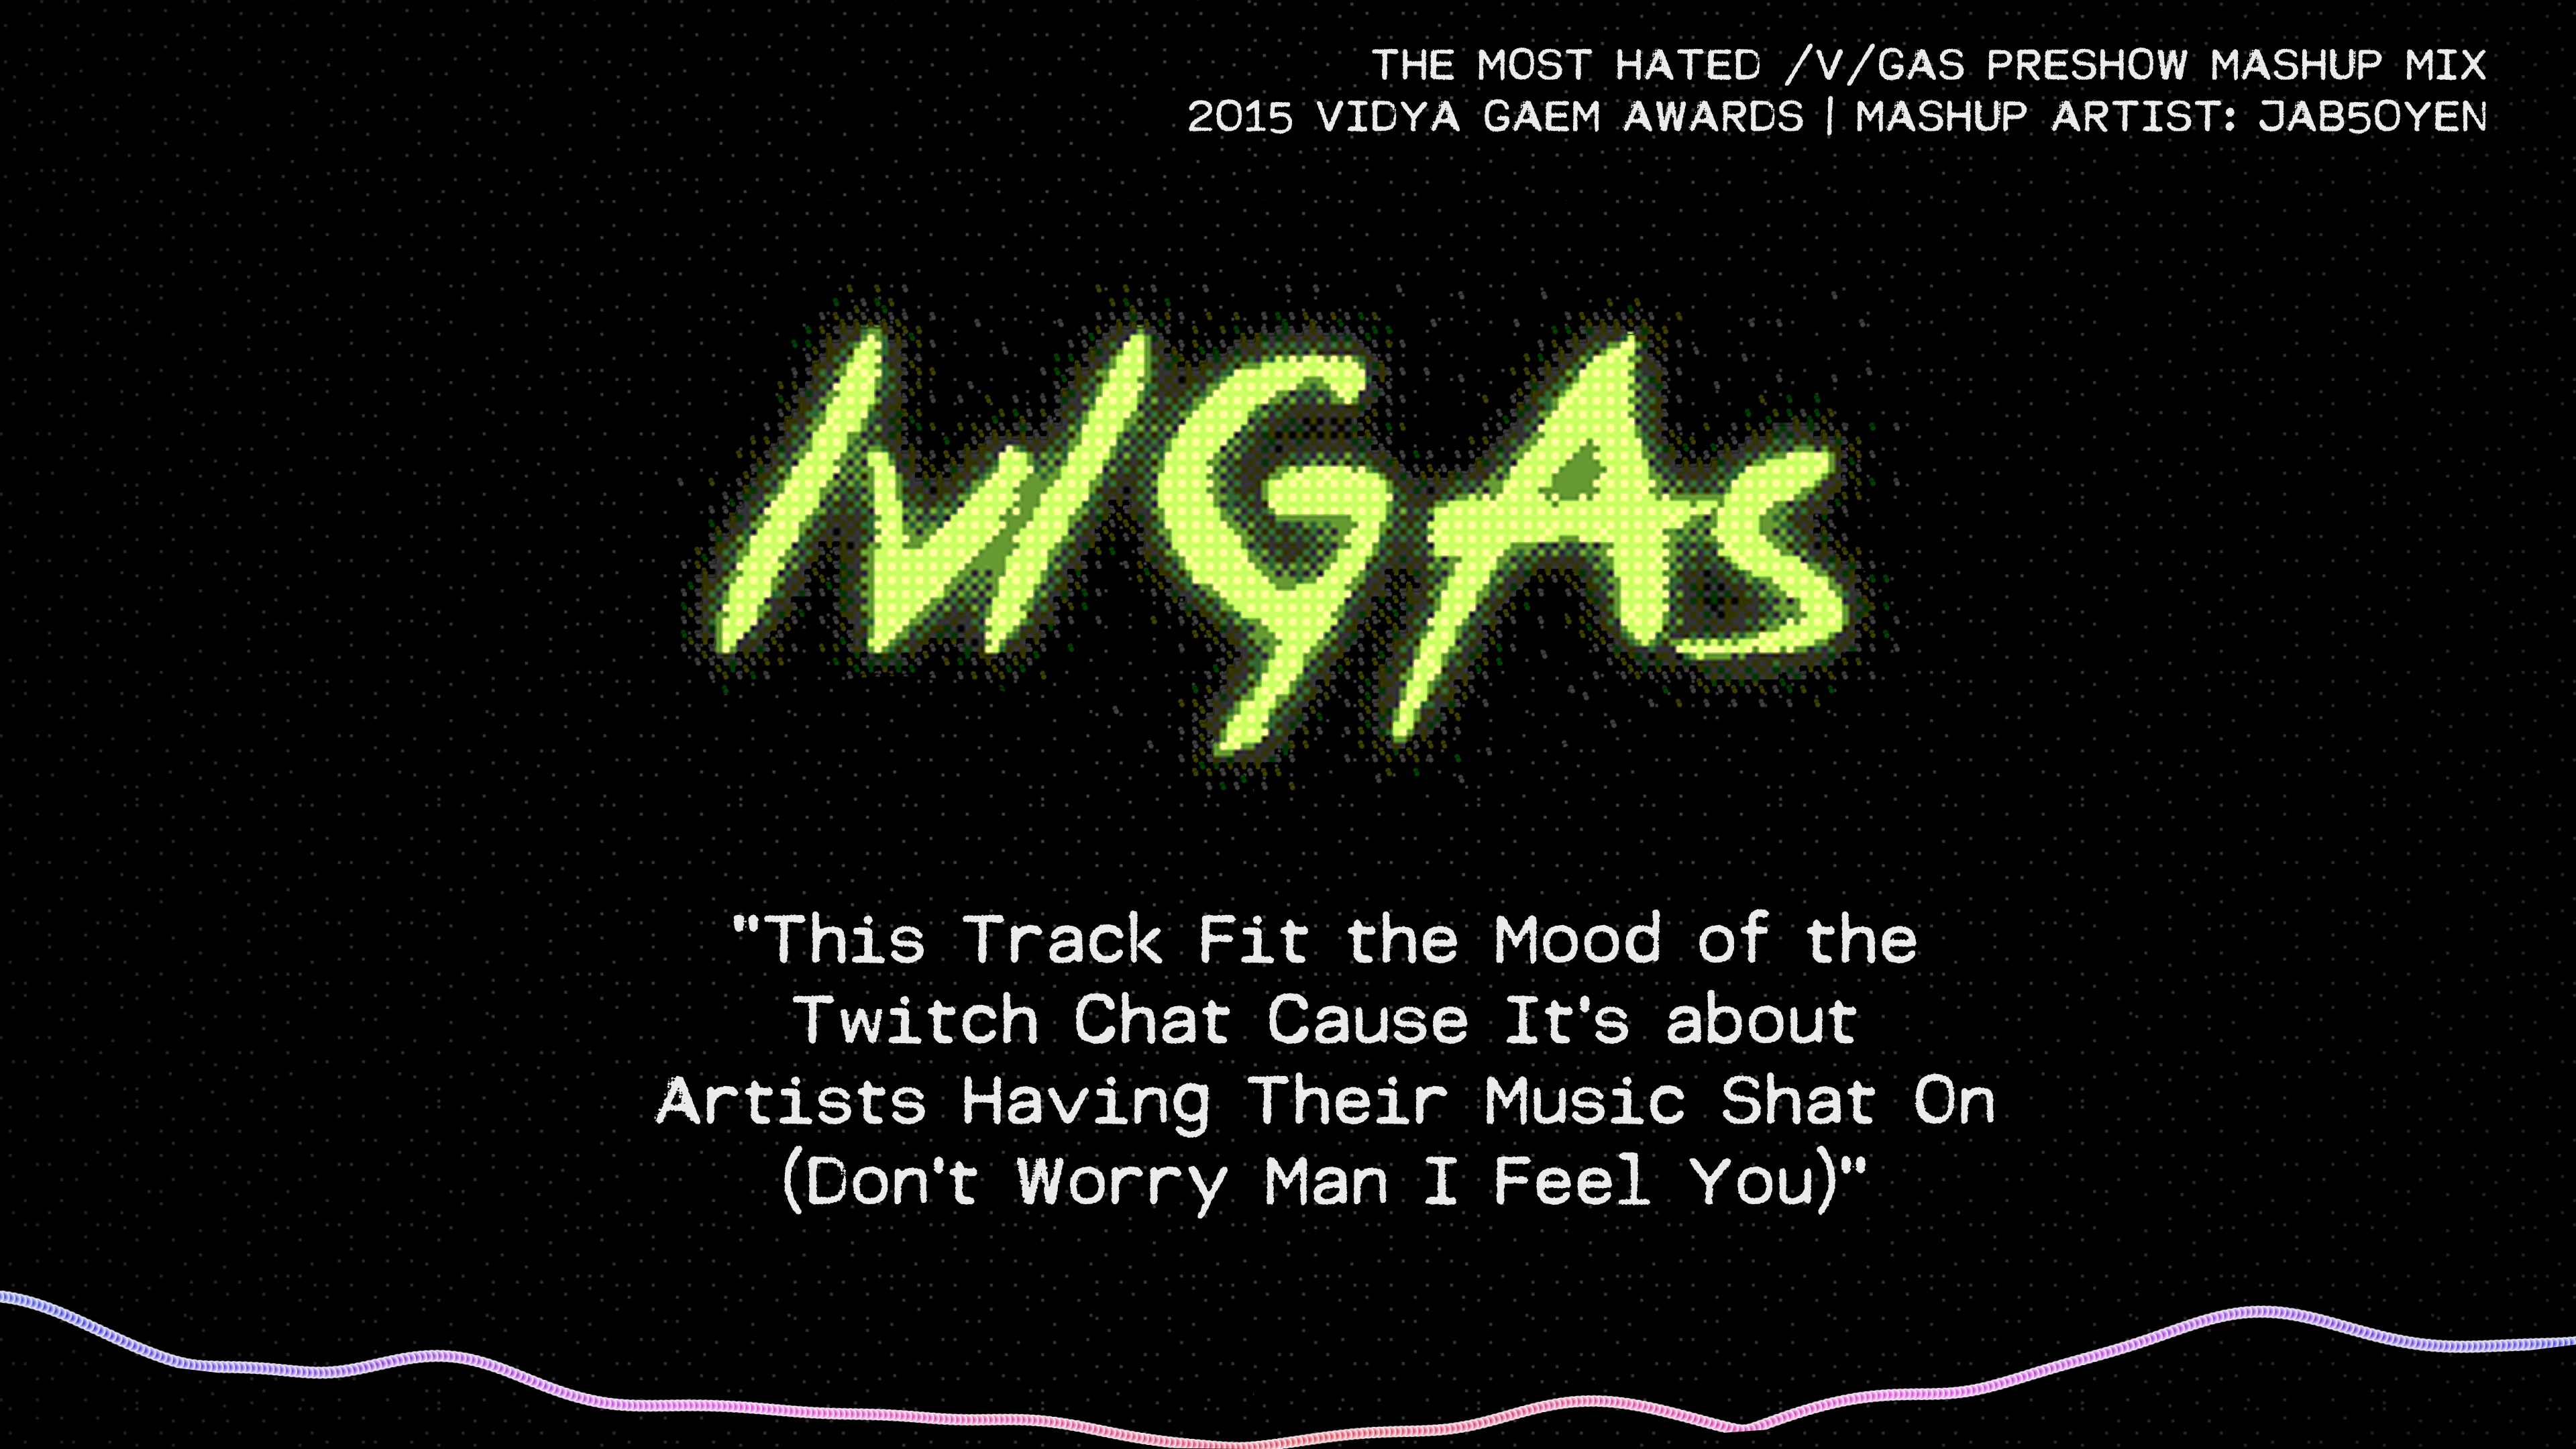 THE MOST HATED /V/GAS PRESHOW MASHUP MIX
2015 VIDYA GAEM AWARDS | MASHUP ARTIST: JAB50YEN
/V/GAs
"This Track Fit the Mood of the
Twitch Chat Cause It's about
Artists Having Their Music Shat On
(Don't Worry Man I Feel You)"